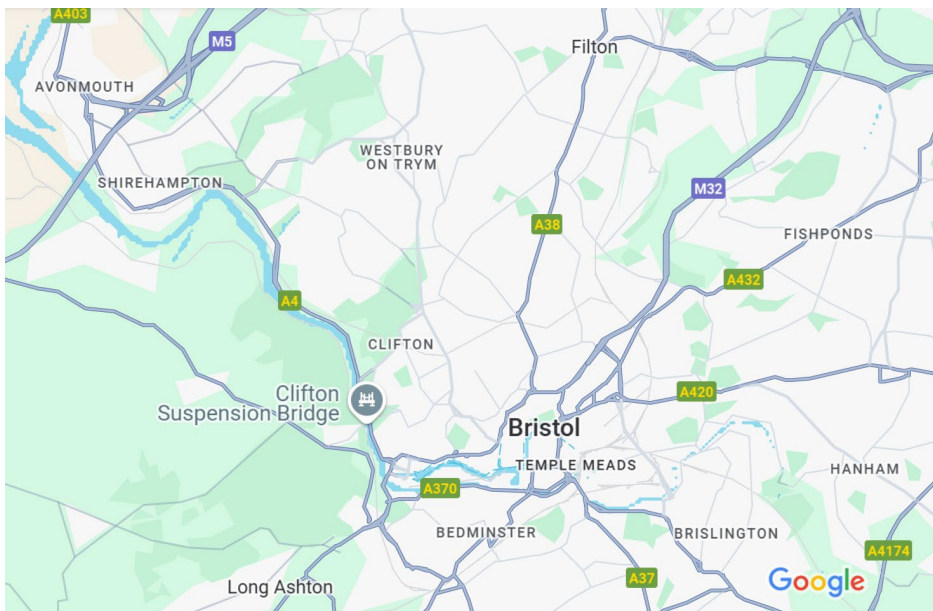 A403
M5
Filton
AVONMOUTH
WESTBURY
ON TRYM
SHIREHAMPTON
M32
A38
FISHPONDS
A432
A4
CLIFTON
Clifton
Suspension Bridge
A420
Bristol
TEMPLE MEADS
HANHAM
A370
BEDMINSTER
BRISLINGTON
A4174
A37
Google
Long Ashton